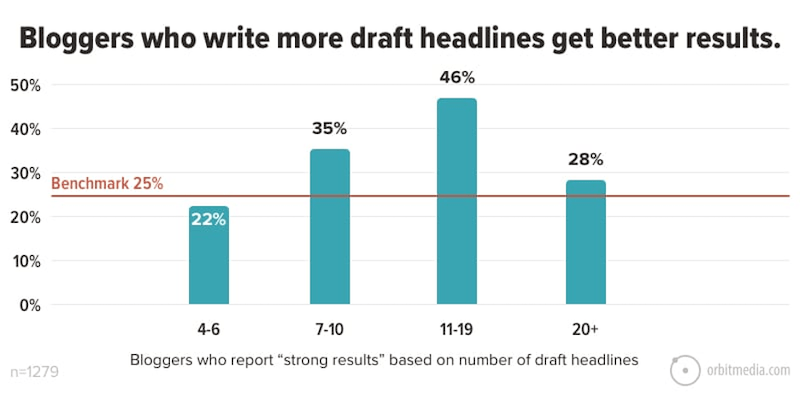 Bloggers who write more draft headlines get better results.
50%
40%
30%
20%
10%
0%
Benchmark 25%
22%
35%
46%
28%
4-6
7-10
11-19
20+
Bloggers who report “strong results” based on number of draft headlines
n=1279
orbitmedia.com